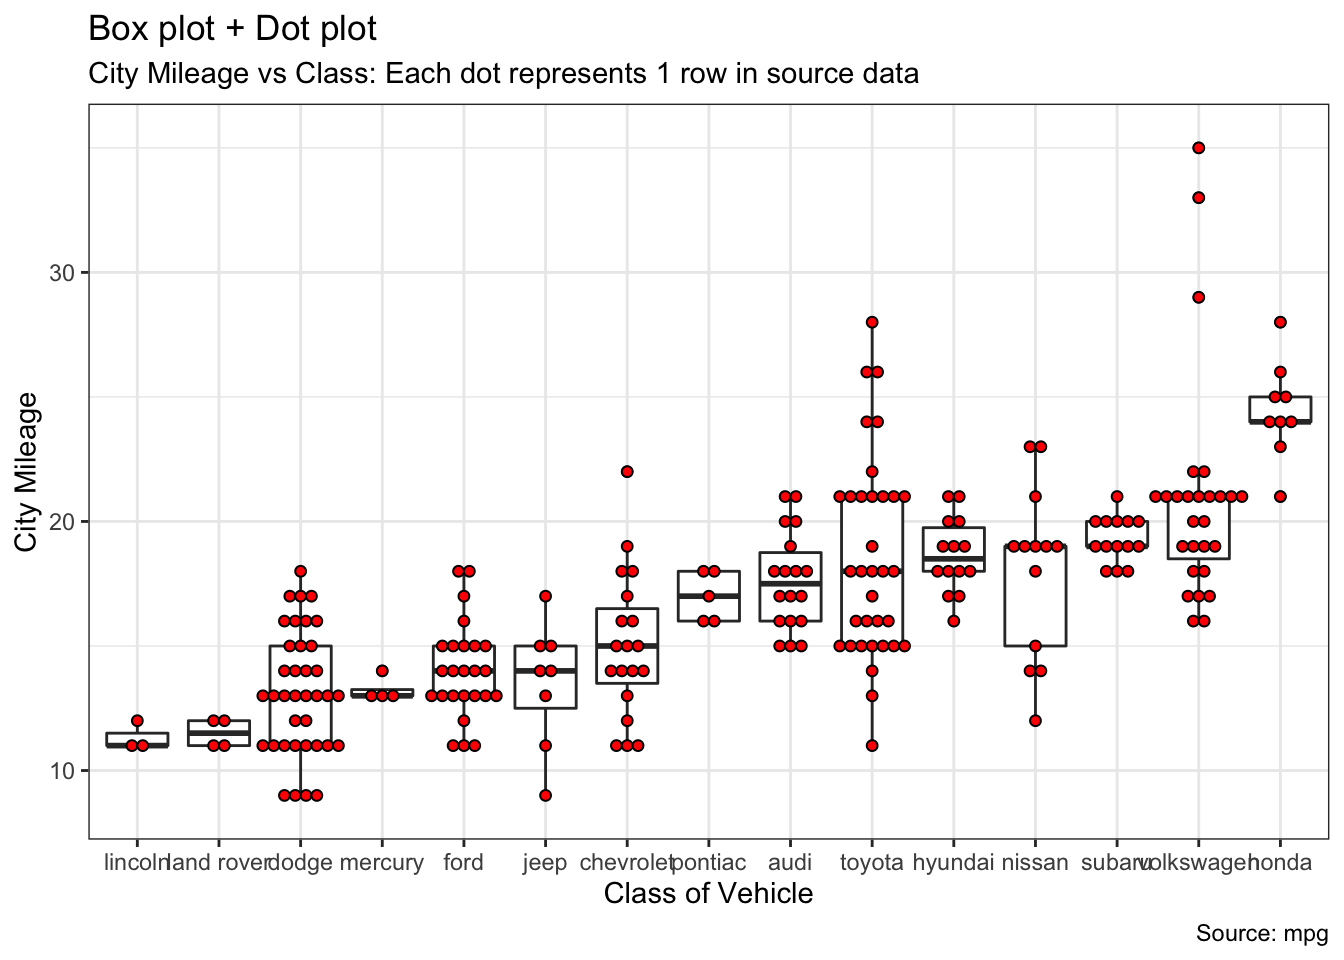 Box plot + Dot plot
City Mileage vs Class: Each dot represents 1 row in source data
City Mileage
30
20
10
lincoln land rover dodge mercury ford jeep chevrolet pontiac audi toyota hyundai nissan subaru volkswagen honda
Class of Vehicle
Source: mpg